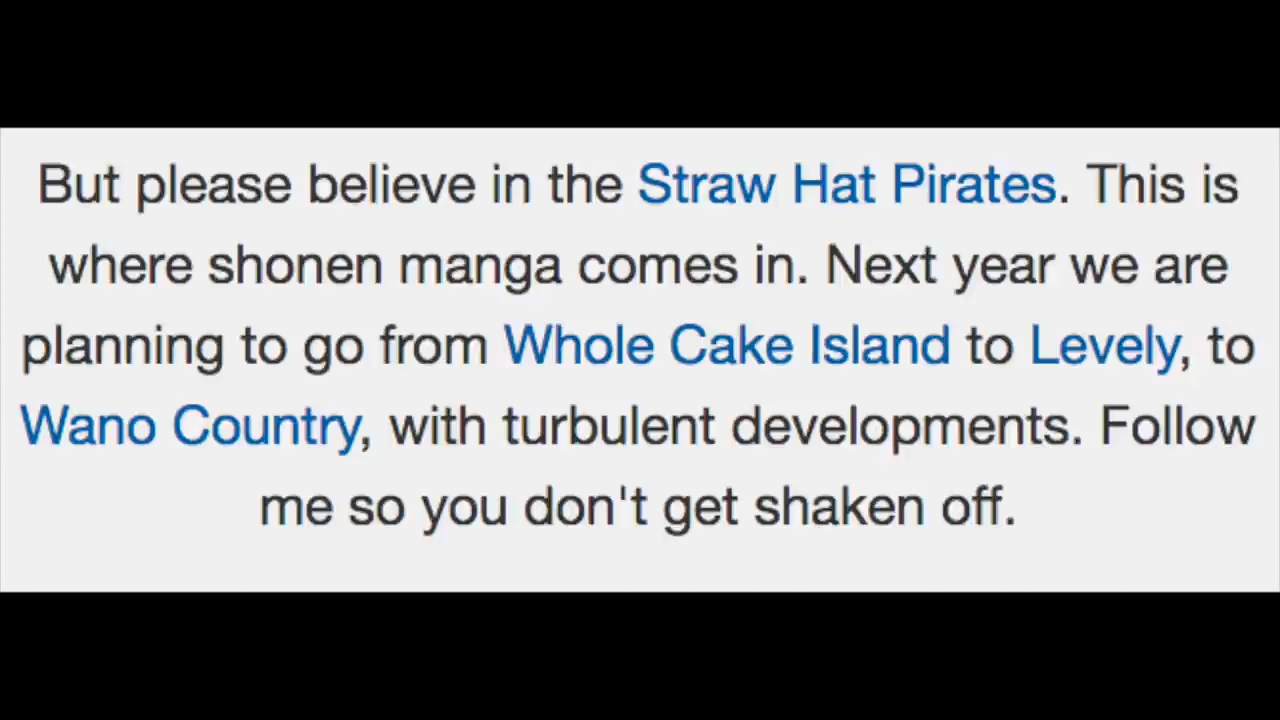 But please believe in the Straw Hat Pirates. This is
where shonen manga comes in. Next year we are
planning to go from Whole Cake Island to Levely, to
Wano Country, with turbulent developments. Follow
me so you don't get shaken off.